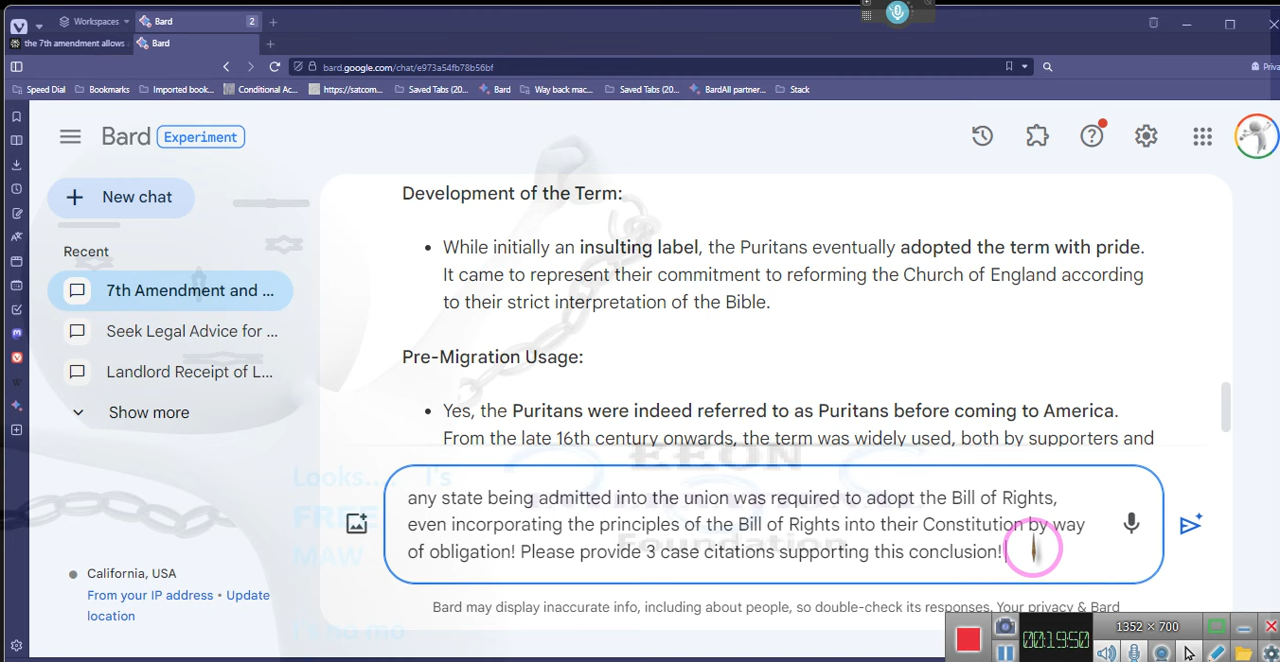 Workspaces
Bard
2
the 7th amendment allows
Bard
bard.google.com/chat/e973a54fb78b56bf
Priva
Speed Dial
Bookmarks
Imported book...
Conditional Ac...
https://satcom...
Saved Tabs (20...
Bard
Way back mac...
Saved Tabs (20...
BardAll partner...
Stack
Bard
Experiment
New chat
Recent
7th Amendment and ...
Seek Legal Advice for ...
Landlord Receipt of L...
Show more
Development of the Term:
• While initially an insulting label, the Puritans eventually adopted the term with pride.
It came to represent their commitment to reforming the Church of England according
to their strict interpretation of the Bible.
Pre-Migration Usage:
• Yes, the Puritans were indeed referred to as Puritans before coming to America.
From the late 16th century onwards, the term was widely used, both by supporters and
EEON
Foundation
Looks.... I's
FREE
MAW
I's no mo
any state being admitted into the union was required to adopt the Bill of Rights,
even incorporating the principles of the Bill of Rights into their Constitution by way
of obligation! Please provide 3 case citations supporting this conclusion!
California, USA
From your IP address • Update
location
Bard may display inaccurate info, including about people, so double-check its responses. Your privacy & Bard
1352 × 700
00:19:50